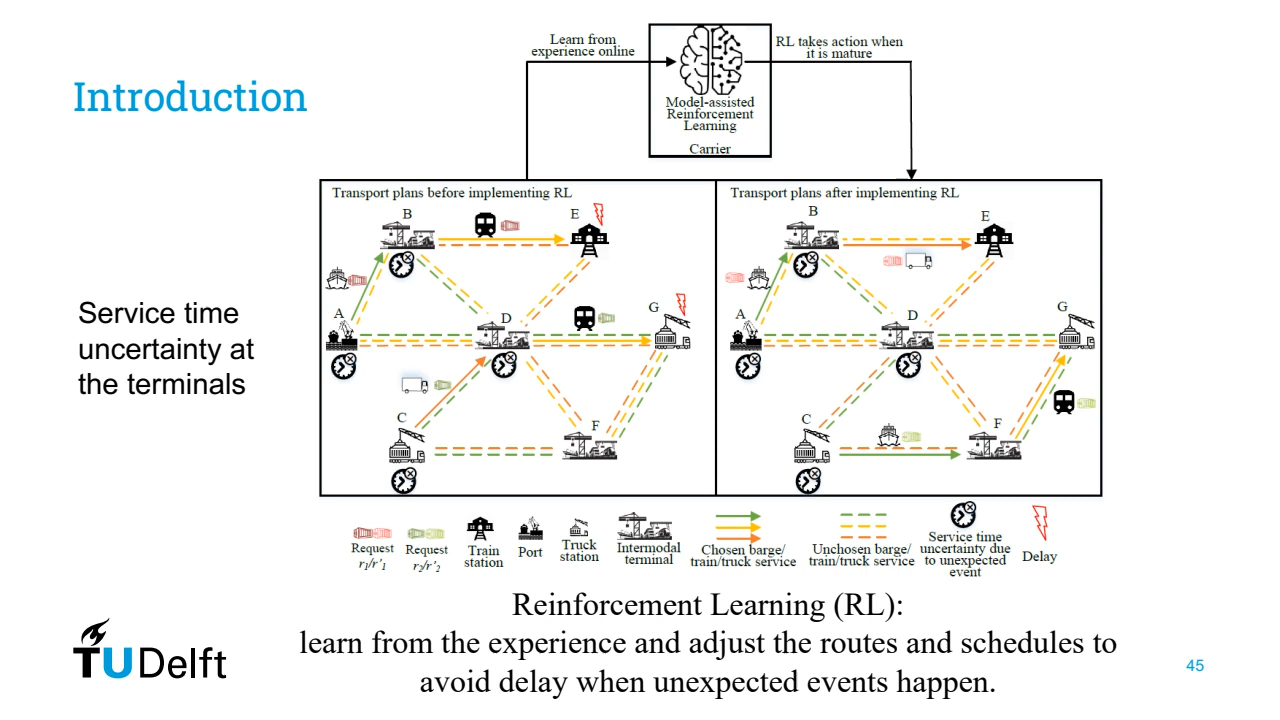 Introduction
Learn from
experience online
RL takes action when
it is mature
Model-assisted
Reinforcement
Learning
Carrier
Service time
uncertainty at
the terminals
Transport plans before implementing RL
B
E
A
D
G
C
F
Transport plans after implementing RL
B
E
A
D
G
C
F
Request
r1/r'1
Request
r2/r'2
Train
station
Port
Truck
station
Intermodal
terminal
Chosen barge/
train/truck service
Unchosen barge/
train/truck service
Service time
uncertainty due
to unexpected
event
Delay
Reinforcement Learning (RL):
learn from the experience and adjust the routes and schedules to
avoid delay when unexpected events happen.
TUDelft
45